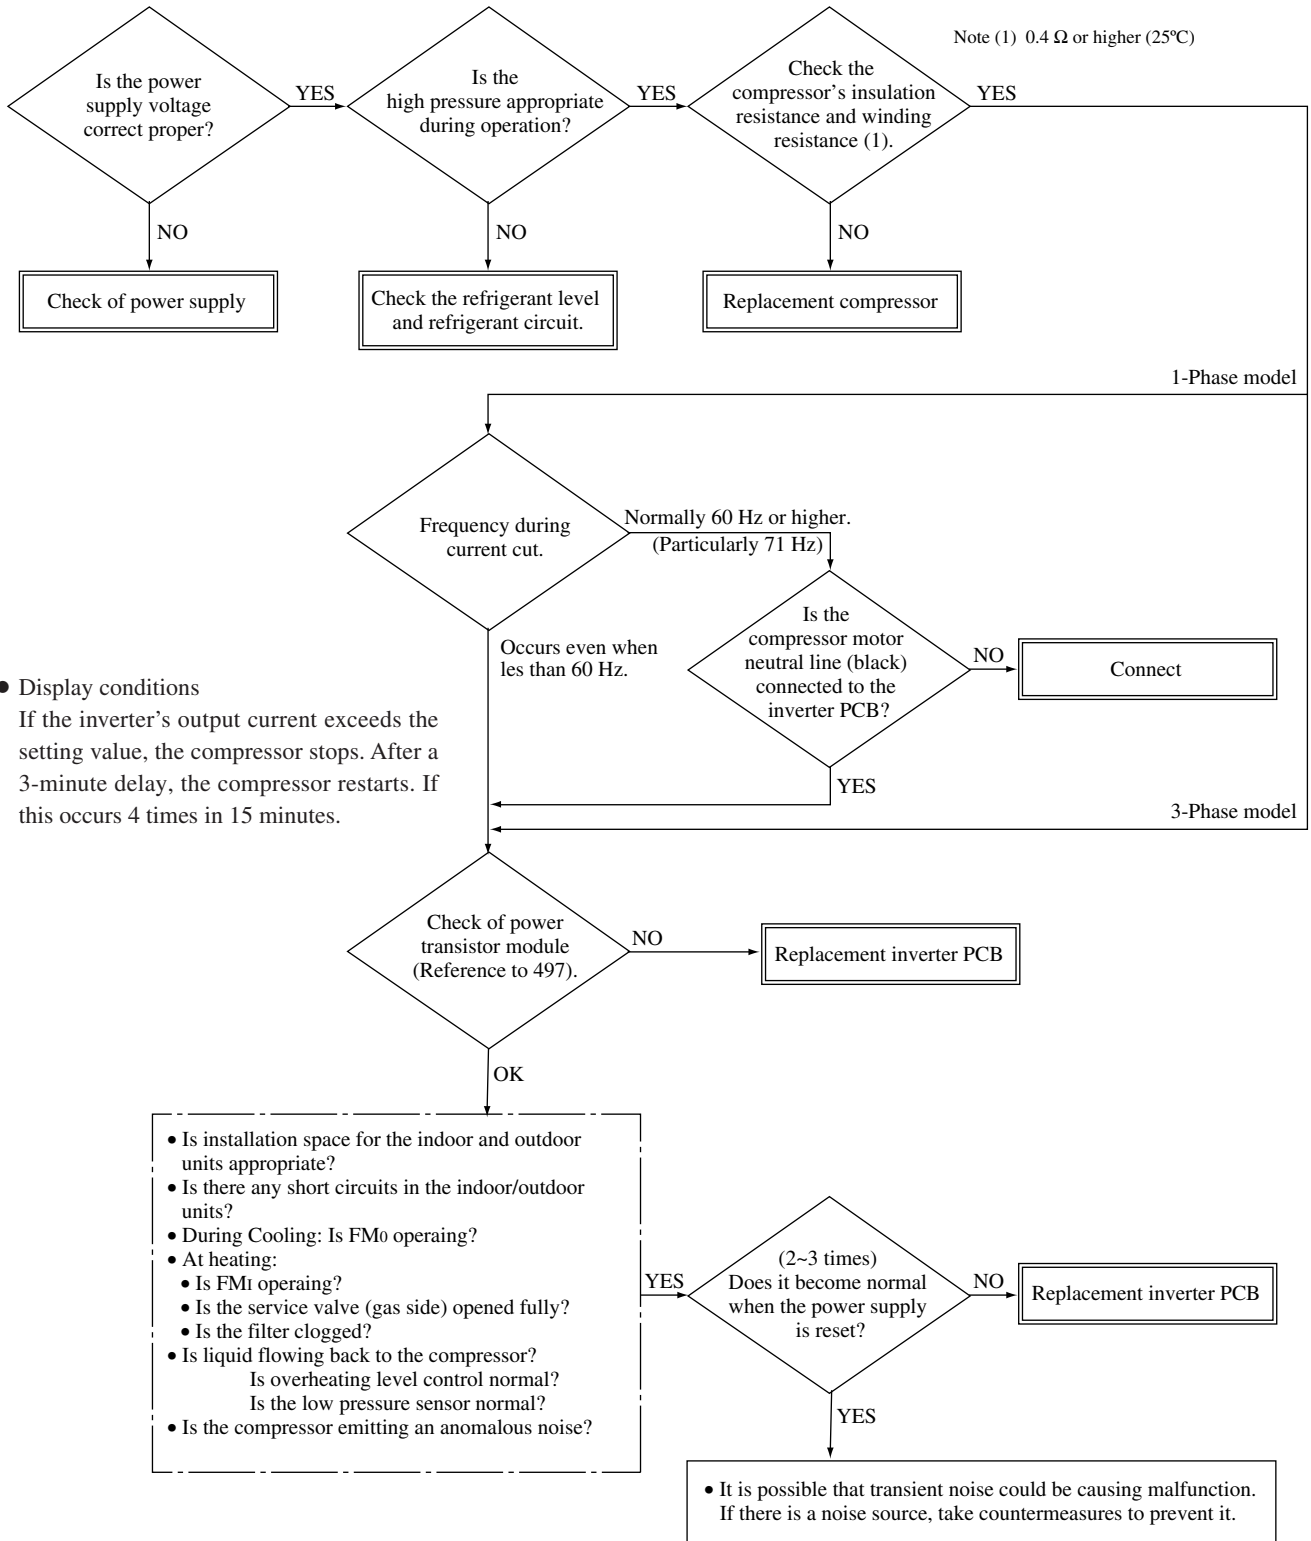 Note (1)  0.4 Ω or higher (25ºC)
Is the power
supply voltage
correct proper?
YES
Is the
high pressure appropriate
during operation?
YES
Check the
compressor's insulation
resistance and winding
resistance (1).
YES
NO
NO
NO
Check of power supply
Check the refrigerant level
and refrigerant circuit.
Replacement compressor
1-Phase model
Frequency during
current cut.
Normally 60 Hz or higher.
(Particularly 71 Hz)
Is the
compressor motor
neutral line (black)
connected to the
inverter PCB?
NO
Connect
Occurs even when
less than 60 Hz.
YES
● Display conditions
If the inverter's output current exceeds the
setting value, the compressor stops. After a
3-minute delay, the compressor restarts. If
this occurs 4 times in 15 minutes.
3-Phase model
Check of power
transistor module
(Reference to 497).
NO
Replacement inverter PCB
OK
• Is installation space for the indoor and outdoor
units appropriate?
• Is there any short circuits in the indoor/outdoor
units?
• During Cooling: Is FM0 operaing?
• At heating:
• Is FMI operaing?
• Is the service valve (gas side) opened fully?
• Is the filter clogged?
• Is liquid flowing back to the compressor?
Is overheating level control normal?
Is the low pressure sensor normal?
• Is the compressor emitting an anomalous noise?
YES
(2~3 times)
Does it become normal
when the power supply
is reset?
NO
Replacement inverter PCB
YES
• It is possible that transient noise could be causing malfunction.
If there is a noise source, take countermeasures to prevent it.